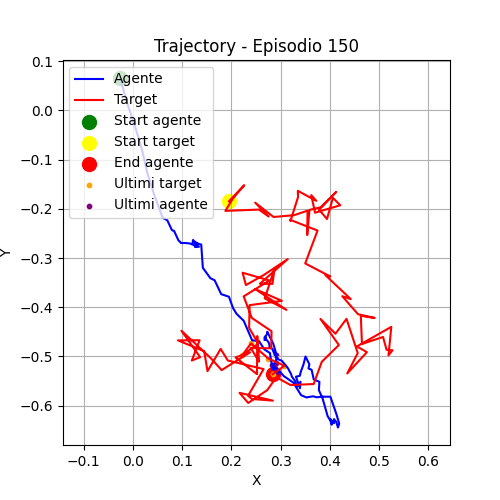 Trajectory - Episodio 150
Agente
Target
Start agente
Start target
End agente
Ultimi target
Ultimi agente
0.1
0.0
−0.1
−0.2
−0.3
−0.4
−0.5
−0.6
Y
−0.1
0.0
0.1
0.2
0.3
0.4
0.5
0.6
X